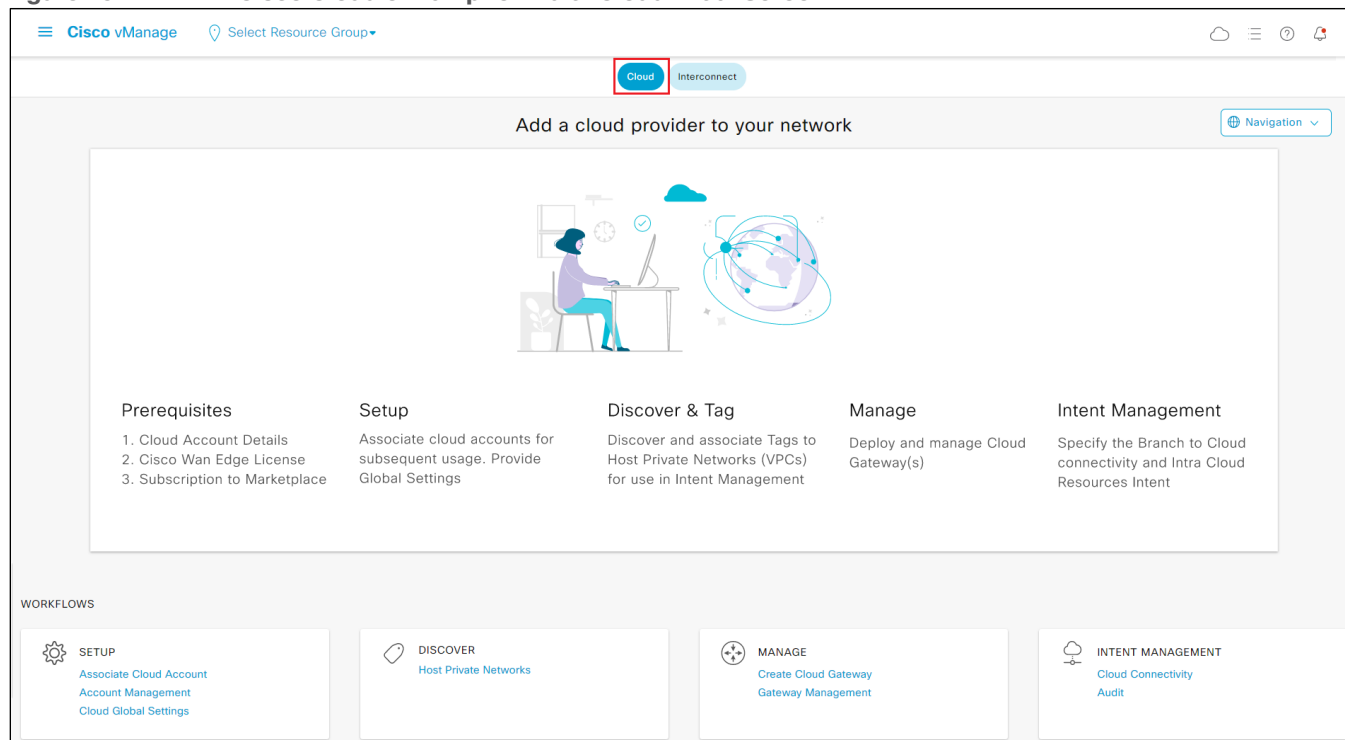 Cisco vManage
Select Resource Group
Cloud
Interconnect
Add a cloud provider to your network
Navigation
Prerequisites
1. Cloud Account Details
2. Cisco Wan Edge License
3. Subscription to Marketplace
Setup
Associate cloud accounts for
subsequent usage. Provide
Global Settings
Discover & Tag
Discover and associate Tags to
Host Private Networks (VPCs)
for use in Intent Management
Manage
Deploy and manage Cloud
Gateway(s)
Intent Management
Specify the Branch to Cloud
connectivity and Intra Cloud
Resources Intent
WORKFLOWS
SETUP
Associate Cloud Account
Account Management
Cloud Global Settings
DISCOVER
Host Private Networks
MANAGE
Create Cloud Gateway
Gateway Management
INTENT MANAGEMENT
Cloud Connectivity
Audit